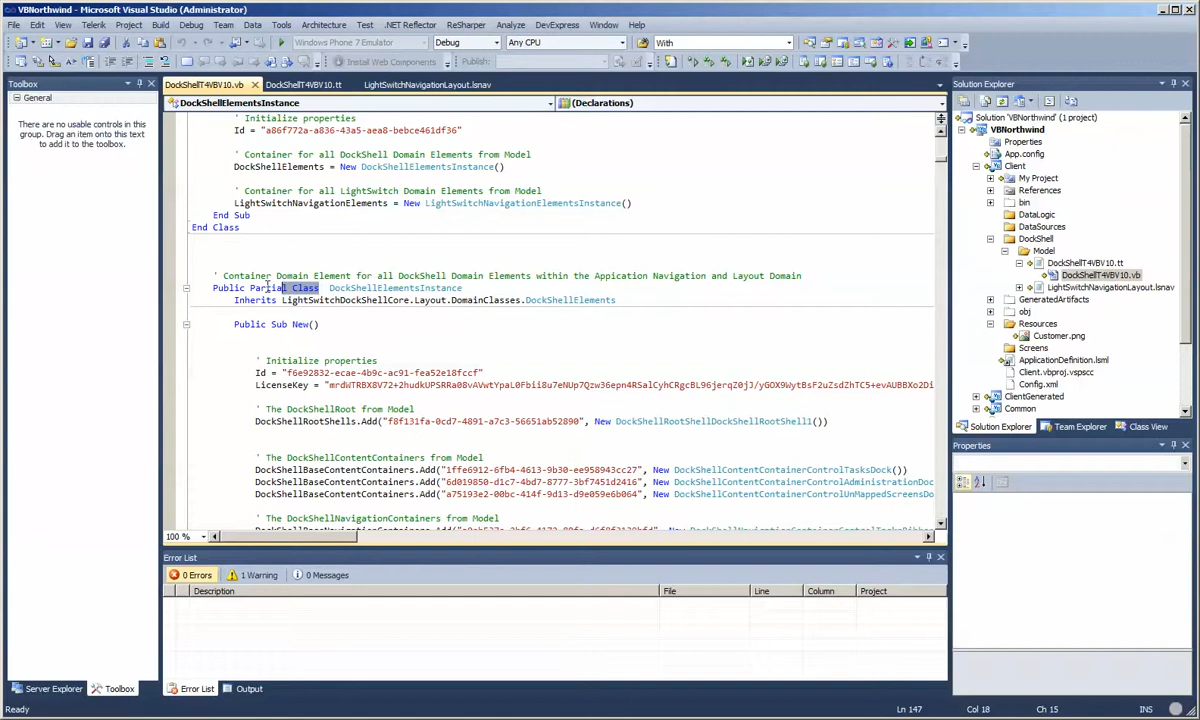 VBNorthwind - Microsoft Visual Studio (Administrator)
File Edit View Telerik Project Build Debug Team Data Tools Architecture Test .NET Reflector ReSharper Analyze DevExpress Window Help
Windows Phone 7 Emulator Debug Any CPU With
Install Web Components Publish:
Toolbox
General
There are no usable controls in this
group. Drag an item onto this text
to add it to the toolbox.
Server Explorer Toolbox
DockShellT4VBV10.vb DockShellT4VBV10.tt LightSwitchNavigationLayout.lsnav
DockShellElementsInstance (Declarations)
' Initialize properties
Id = "a86f772a-a836-43a5-aea8-bebce461df36"
' Container for all DockShell Domain Elements from Model
DockShellElements = New DockShellElementsInstance()
' Container for all LightSwitch Domain Elements from Model
LightSwitchNavigationElements = New LightSwitchNavigationElementsInstance()
End Sub
End Class
' Container Domain Element for all DockShell Domain Elements within the Appication Navigation and Layout Domain
Public Partial Class DockShellElementsInstance
Inherits LightSwitchDockShellCore.Layout.DomainClasses.DockShellElements
Public Sub New()
' Initialize properties
Id = "f6e92832-ecae-4b9c-ac91-fea52e18fccf"
LicenseKey =
' The DockShellRoot from Model
DockShellRootShells.Add("f8f131fa-0cd7-4891-a7c3-56651ab52890", New DockShellRootShellDockShellRootShell1())
' The DockShellContentContainers from Model
DockShellBaseContentContainers.Add("1ffe6912-6fb4-4613-9b30-ee958943cc27", New DockShellContentContainerControlTasksDock())
DockShellBaseContentContainers.Add("6d019850-d1c7-4bd7-8777-3bf7452d2416", New DockShellContentContainerControlAdministrationDoc
DockShellBaseContentContainers.Add("a75193e2-00bc-414f-9d13-d9e059e6b064", New DockShellContentContainerControlUnMappedScreensDo
' The DockShellNavigationContainers from Model
100 %
Error List
0 Errors 1 Warning 0 Messages
Description File Line Column Project
Error List Output
Solution Explorer
Solution 'VBNorthwind' (1 project)
VBNorthwind
Properties
App.config
Client
My Project
References
bin
DataLogic
DataSources
DockShell
Model
DockShellT4VBV10.tt
DockShellT4VBV10.vb
LightSwitchNavigationLayout.lsnav
GeneratedArtifacts
obj
Resources
Customer.png
Screens
ApplicationDefinition.lsml
Client.vbproj.vspscc
Config.xml
ClientGenerated
Common
Solution Explorer Team Explorer Class View
Properties
Ready Ln 147 Col 18 Ch 15 INS